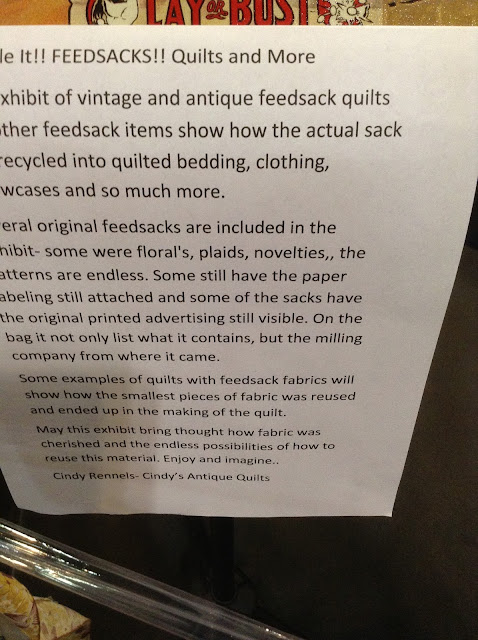 LAY OR BUST
le It!! FEEDSACKS!! Quilts and More
xhibit of vintage and antique feedsack quilts
other feedsack items show how the actual sack
recycled into quilted bedding, clothing,
wcases and so much more.
eral original feedsacks are included in the
hibit- some were floral's, plaids, novelties,, the
atterns are endless. Some still have the paper
abeling still attached and some of the sacks have
the original printed advertising still visible. On the
bag it not only list what it contains, but the milling
company from where it came.
Some examples of quilts with feedsack fabrics will
show how the smallest pieces of fabric was reused
and ended up in the making of the quilt.
May this exhibit bring thought how fabric was
cherished and the endless possibilities of how to
reuse this material. Enjoy and imagine..
Cindy Rennels- Cindy's Antique Quilts